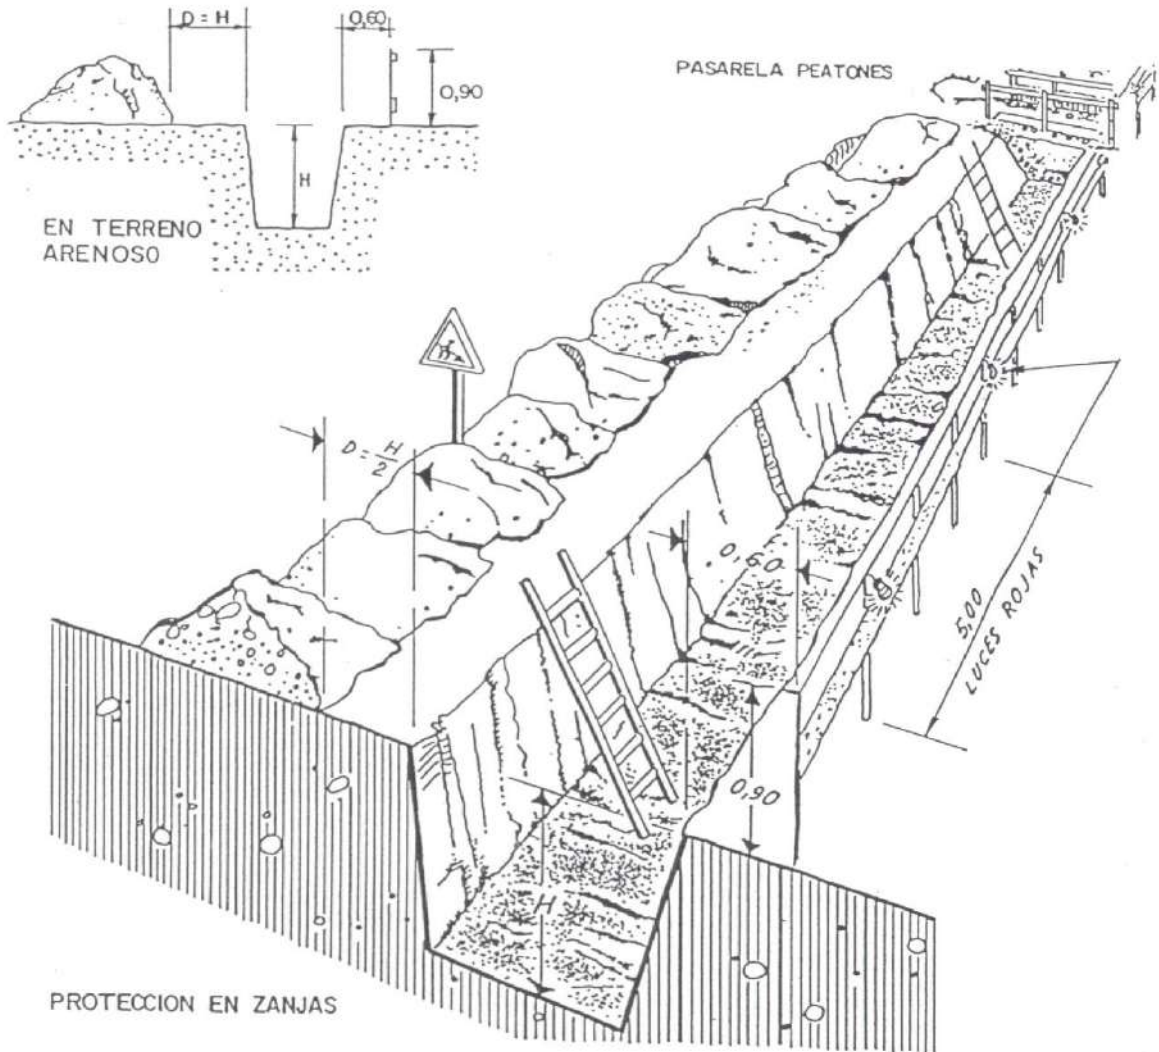 D = H
0,60
0,90
H
EN TERRENO
ARENOSO
PASARELA PEATONES
D = H/2
0,60
5,00
LUCES ROJAS
0,90
H
PROTECCION EN ZANJAS